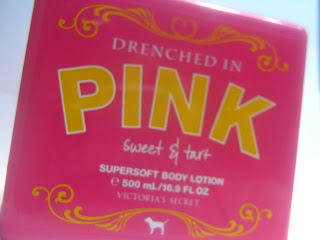 DRENCHED IN
PINK
sweet & tart
SUPERSOFT BODY LOTION
℮ 500 mL/16.9 FL OZ
VICTORIA'S SECRET